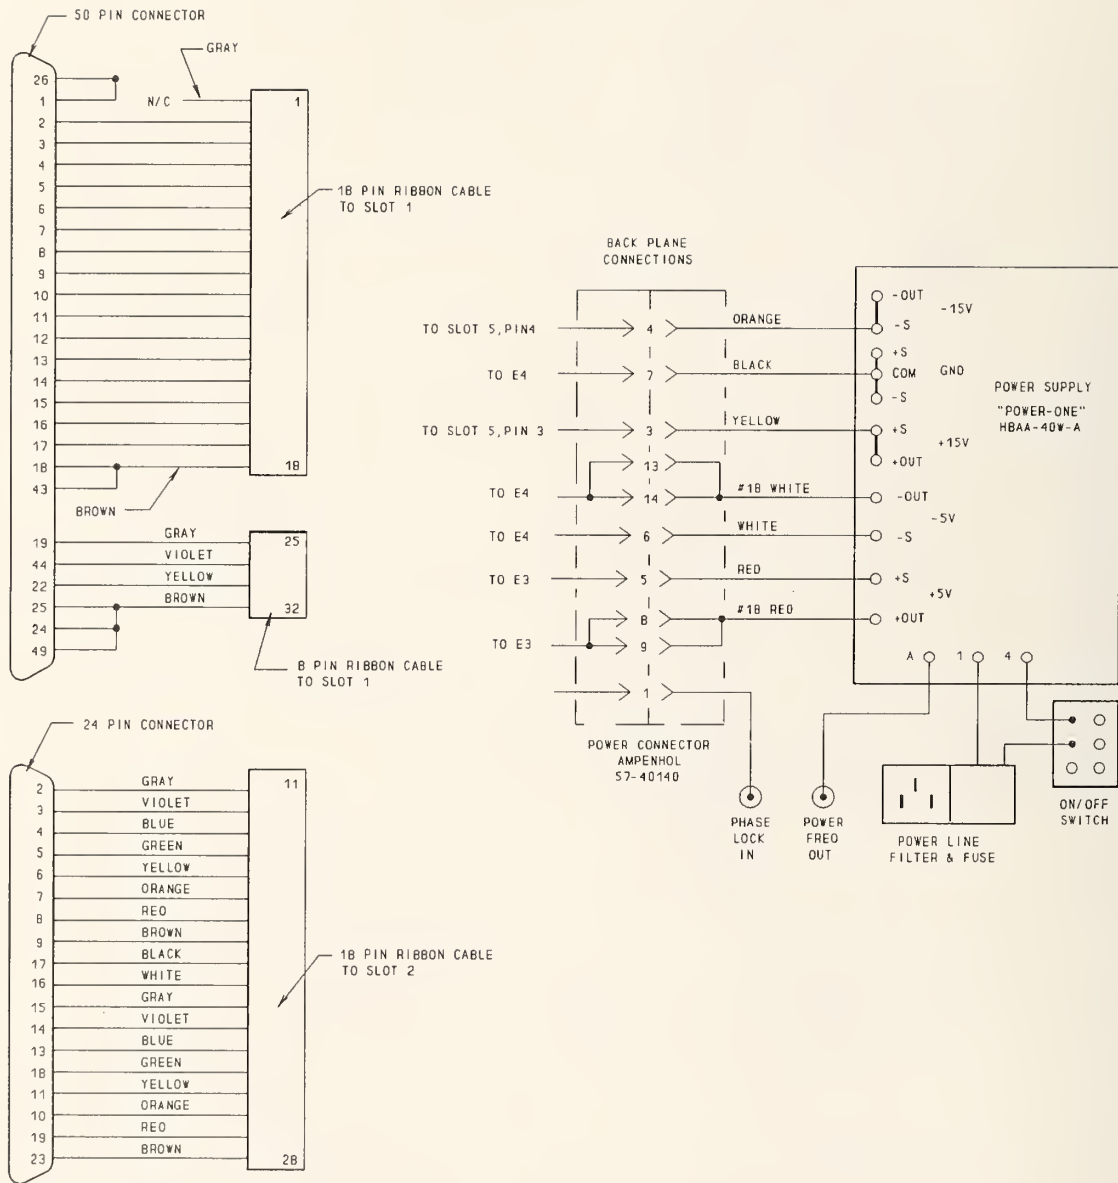 50 PIN CONNECTOR
GRAY
26
1
N/C
1
2
3
4
5
6
7
8
9
10
11
12
13
14
15
16
17
18
18
43
BROWN
18 PIN RIBBON CABLE
TO SLOT 1
19
GRAY
25
44
VIOLET
22
YELLOW
25
BROWN
32
24
49
8 PIN RIBBON CABLE
TO SLOT 1
24 PIN CONNECTOR
2
GRAY
11
3
VIOLET
4
BLUE
5
GREEN
6
YELLOW
7
ORANGE
8
RED
9
BROWN
17
BLACK
16
WHITE
15
GRAY
14
VIOLET
13
BLUE
18
GREEN
11
YELLOW
10
ORANGE
19
RED
23
BROWN
28
18 PIN RIBBON CABLE
TO SLOT 2
BACK PLANE
CONNECTIONS
TO SLOT 5,PIN4
4
ORANGE
TO E4
7
BLACK
TO SLOT 5,PIN 3
3
YELLOW
13
TO E4
14
#18 WHITE
TO E4
6
WHITE
TO E3
5
RED
8
#18 RED
TO E3
9
1
POWER CONNECTOR
AMPENHOL
57-40140
-OUT
-15V
-S
+S
COM
GND
-S
+S
+15V
+OUT
-OUT
-5V
-S
+S
+5V
+OUT
POWER SUPPLY
"POWER-ONE"
HBAA-40W-A
A
1
4
PHASE
LOCK
IN
POWER
FREQ
OUT
POWER LINE
FILTER & FUSE
ON/OFF
SWITCH